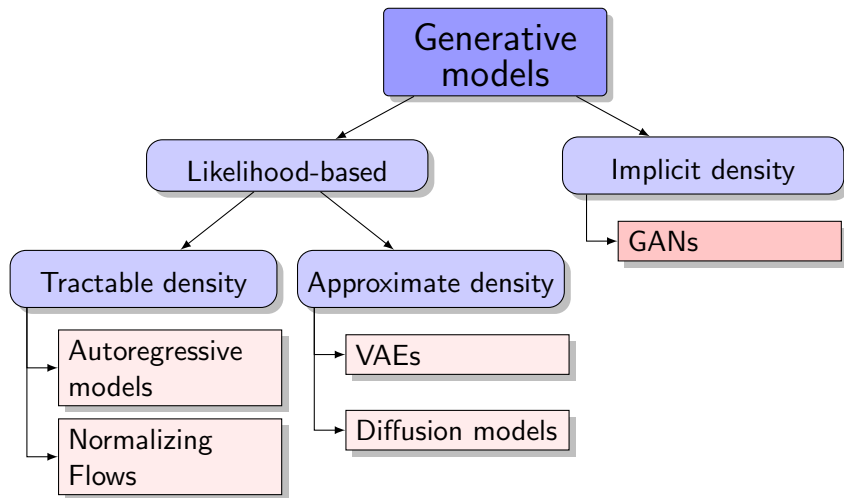 Generative
models
Likelihood-based
Implicit density
GANs
Tractable density
Approximate density
Autoregressive
models
VAEs
Normalizing
Flows
Diffusion models